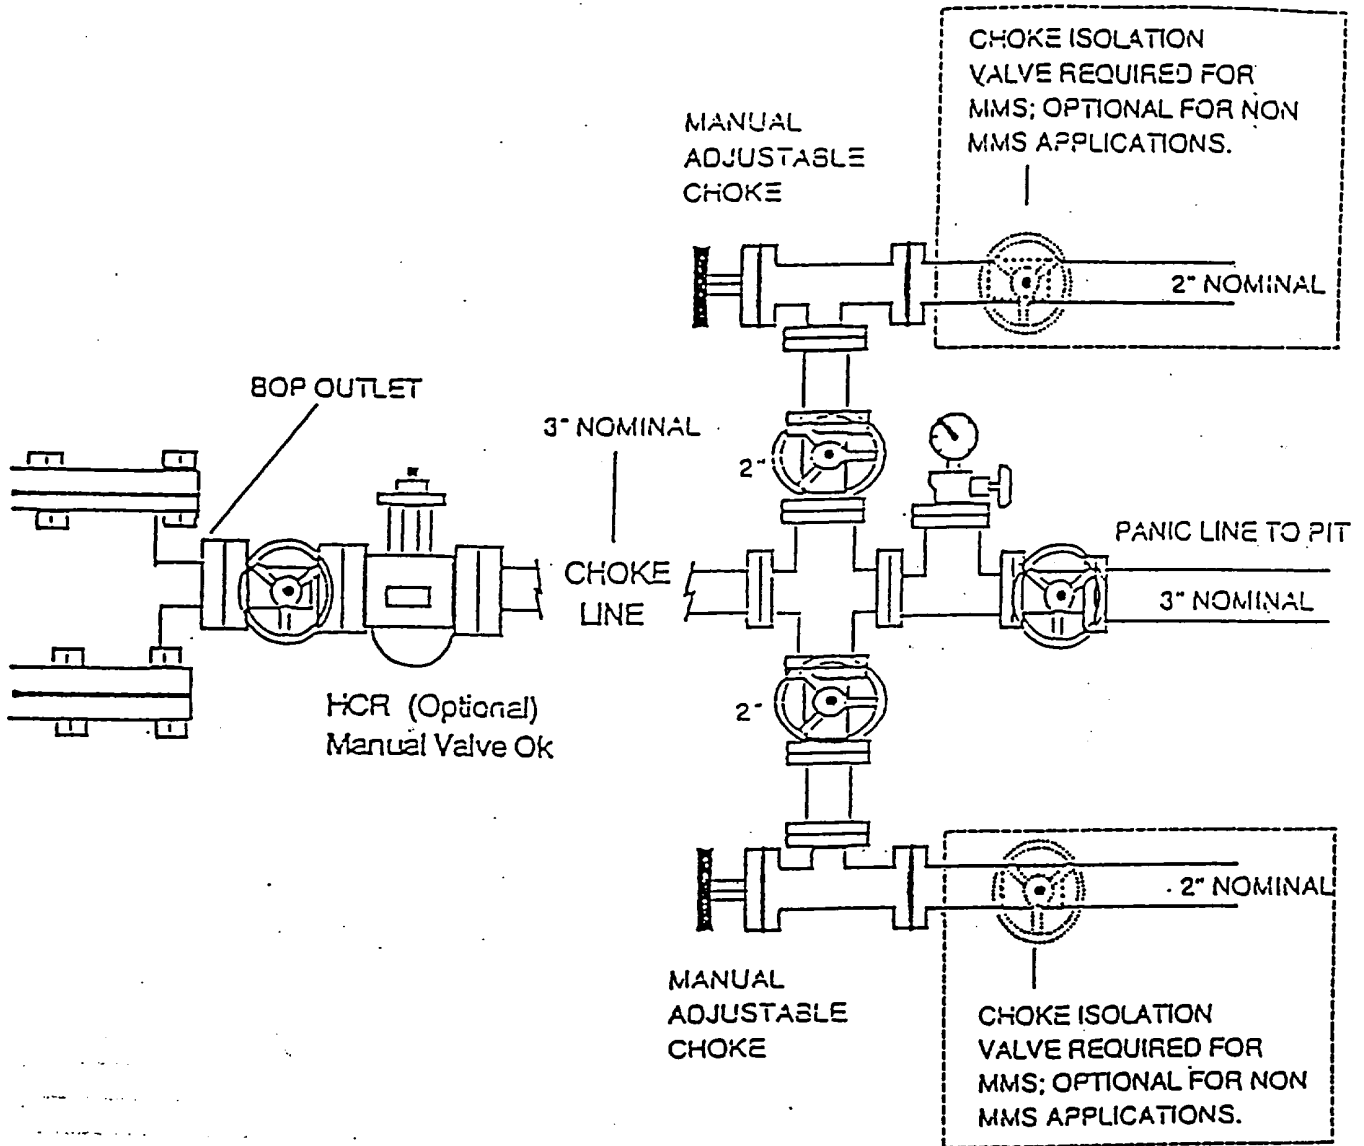 CHOKE ISOLATION
VALVE REQUIRED FOR
MMS; OPTIONAL FOR NON
MMS APPLICATIONS.
MANUAL
ADJUSTABLE
CHOKE
2" NOMINAL
BOP OUTLET
3" NOMINAL
2"
PANIC LINE TO PIT
CHOKE
LINE
3" NOMINAL
HCR (Optional)
Manual Valve Ok
2"
2" NOMINAL
MANUAL
ADJUSTABLE
CHOKE
CHOKE ISOLATION
VALVE REQUIRED FOR
MMS; OPTIONAL FOR NON
MMS APPLICATIONS.